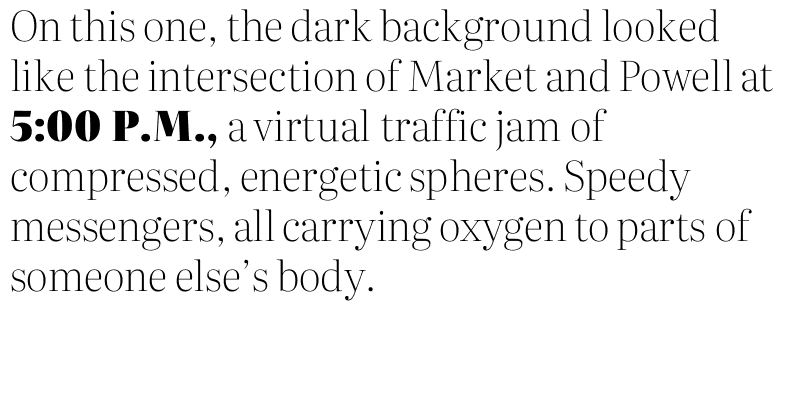 On this one, the dark background looked
like the intersection of Market and Powell at
5:00 P.M., a virtual traffic jam of
compressed, energetic spheres. Speedy
messengers, all carrying oxygen to parts of
someone else’s body.